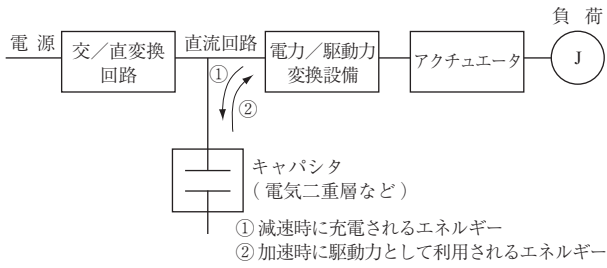 負 荷
電 源
交／直変換
回路
直流回路
電力／駆動力
変換設備
アクチュエータ
J
①
②
キャパシタ
( 電気二重層など )
① 減速時に充電されるエネルギー
② 加速時に駆動力として利用されるエネルギー